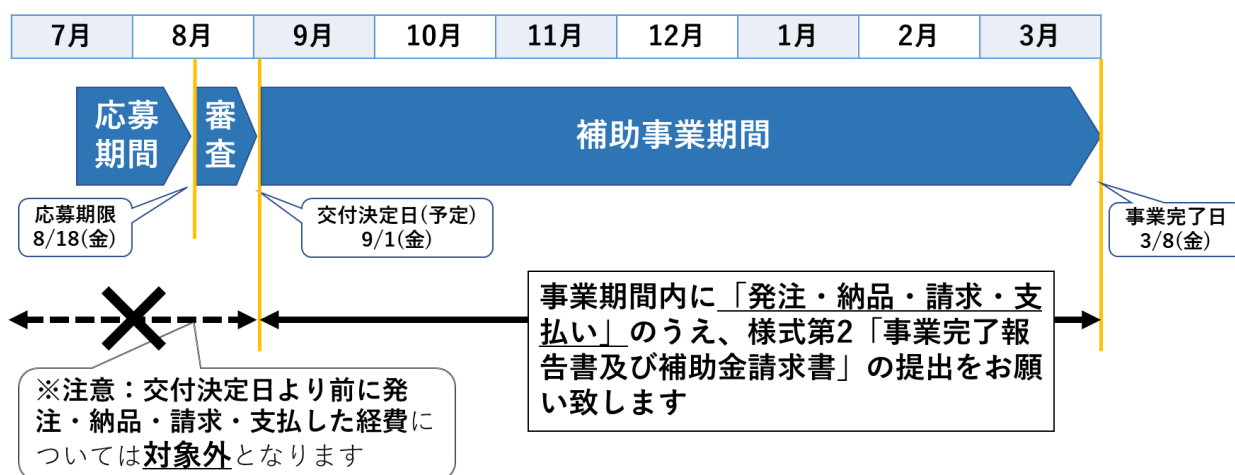 7月 8月 9月 10月 11月 12月 1月 2月 3月
応募
期間
審
査
補助事業期間
応募期限
8/18(金)
交付決定日(予定)
9/1(金)
事業完了日
3/8(金)
事業期間内に「発注・納品・請求・支
払い」のうえ、様式第2「事業完了報
告書及び補助金請求書」の提出をお願
い致します
※注意：交付決定日より前に発
注・納品・請求・支払した経費に
ついては対象外となります